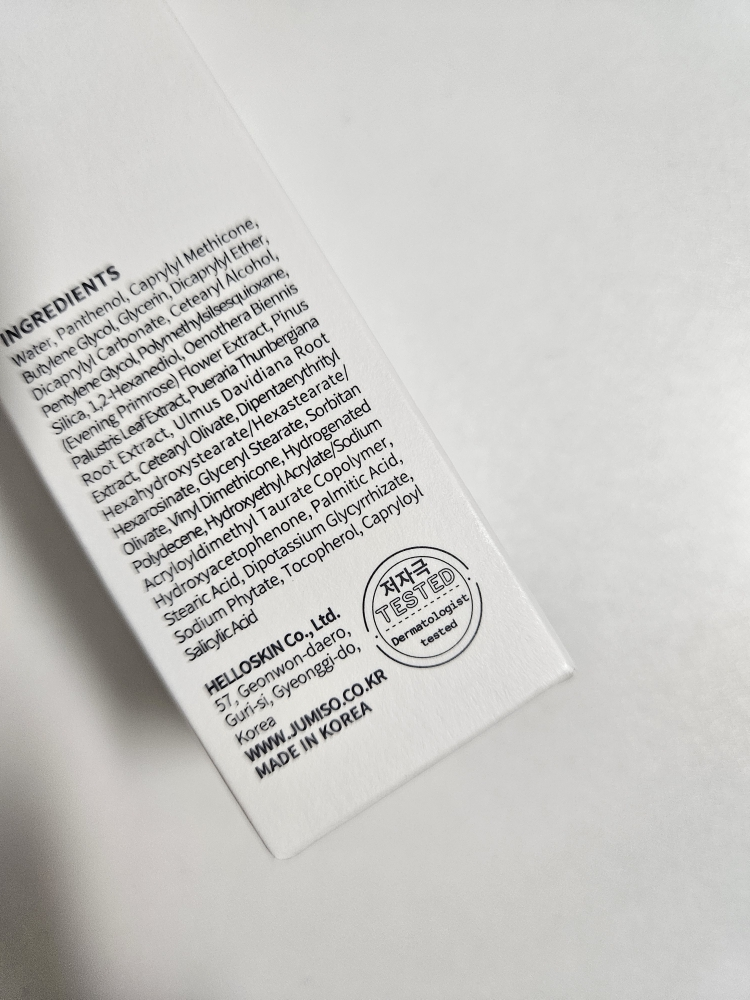 INGREDIENTS
Water, Panthenol, Caprylyl Methicone,
Butylene Glycol, Glycerin, Dicaprylyl Ether,
Dicaprylyl Carbonate, Cetearyl Alcohol,
Pentylene Glycol, Polymethylsilsesquioxane,
Silica, 1,2-Hexanediol, Oenothera Biennis
(Evening Primrose) Flower Extract, Pinus
Palustris Leaf Extract, Pueraria Thunbergiana
Root Extract, Ulmus Davidiana Root
Extract, Cetearyl Olivate, Dipentaerythrityl
Hexahydroxystearate/Hexastearate/
Hexarosinate, Glyceryl Stearate, Sorbitan
Olivate, Vinyl Dimethicone, Hydrogenated
Polydecene, Hydroxyethyl Acrylate/Sodium
Acryloyldimethyl Taurate Copolymer,
Hydroxyacetophenone, Palmitic Acid,
Stearic Acid, Dipotassium Glycyrrhizate,
Sodium Phytate, Tocopherol, Capryloyl
Salicylic Acid
HELLOSKIN Co., Ltd.
57, Geonwon-daero,
Guri-si, Gyeonggi-do,
Korea
WWW.JUMISO.CO.KR
MADE IN KOREA
저자극
TESTED
Dermatologist
tested